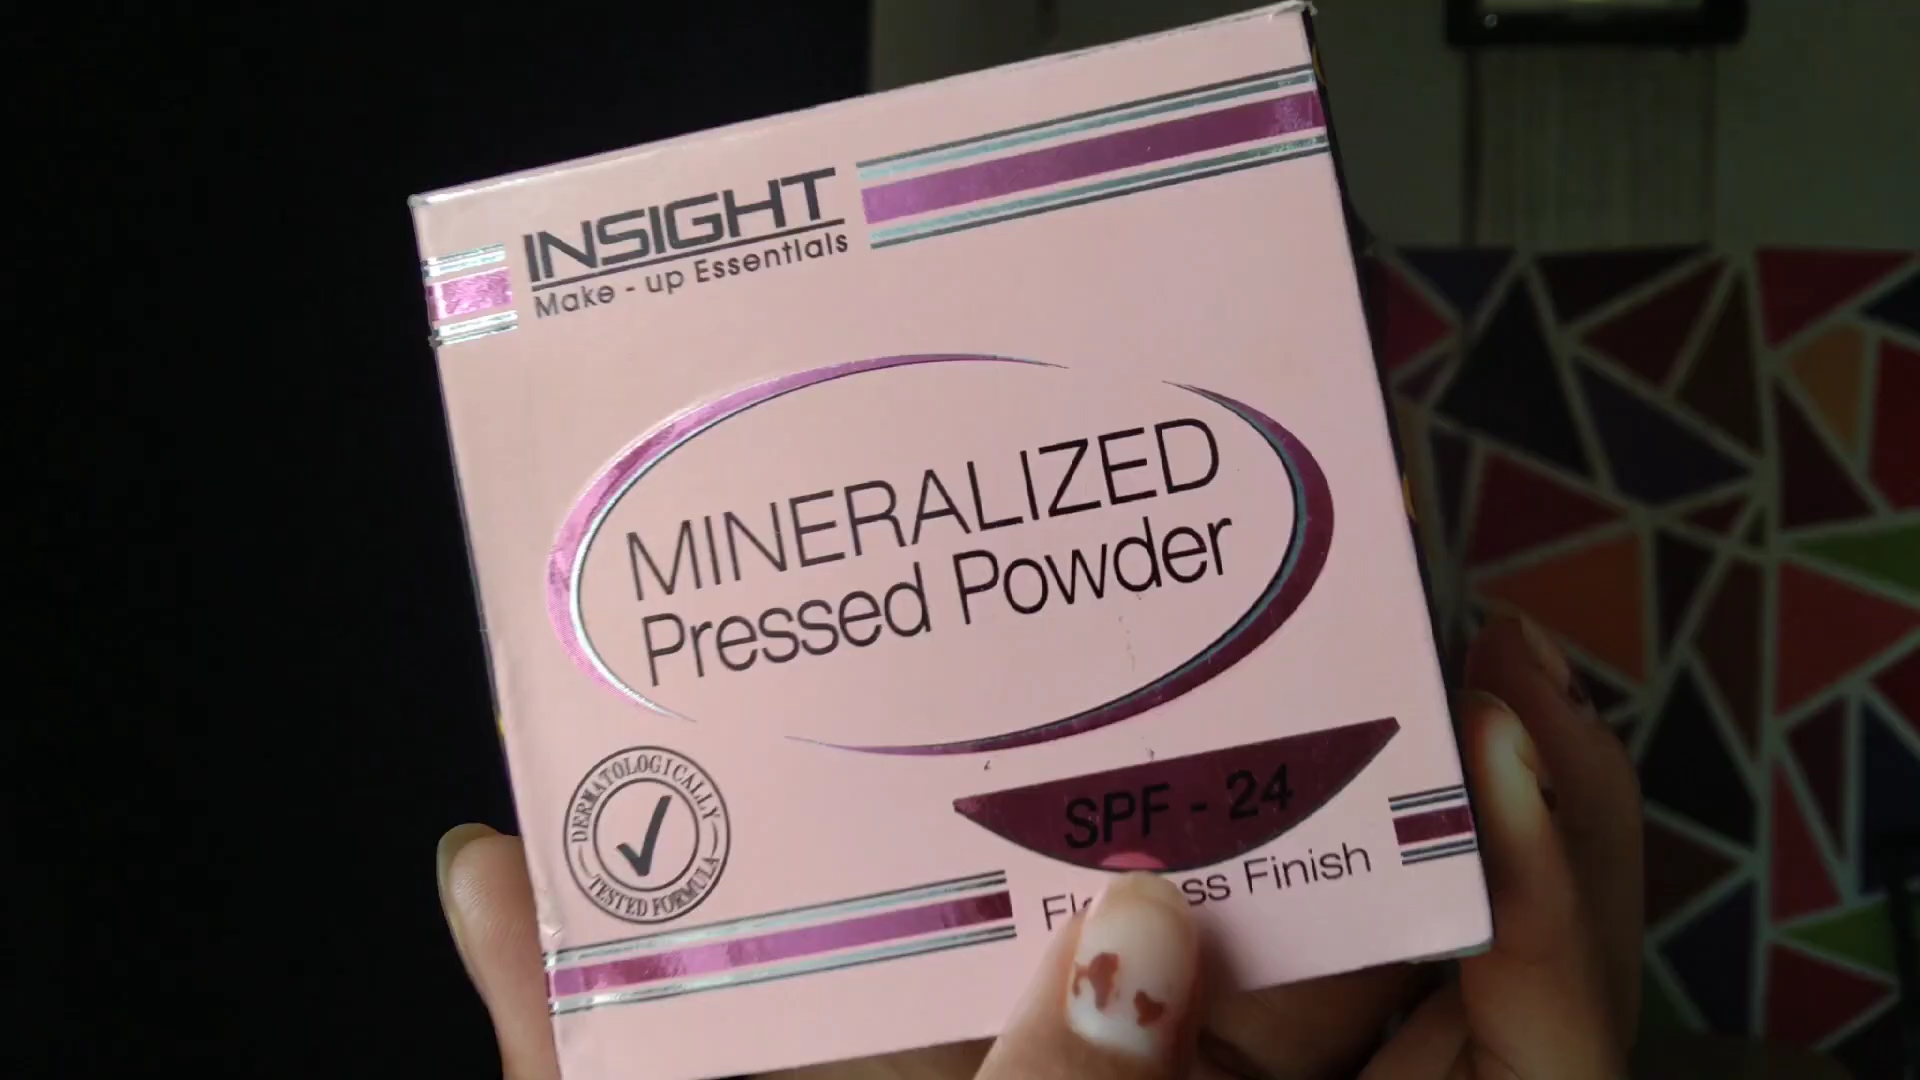 INSIGHT
Make-up Essentials
MINERALIZED
Pressed Powder
DERMATOLOGICALLY
TESTED FORMULA
SPF - 24
Finish